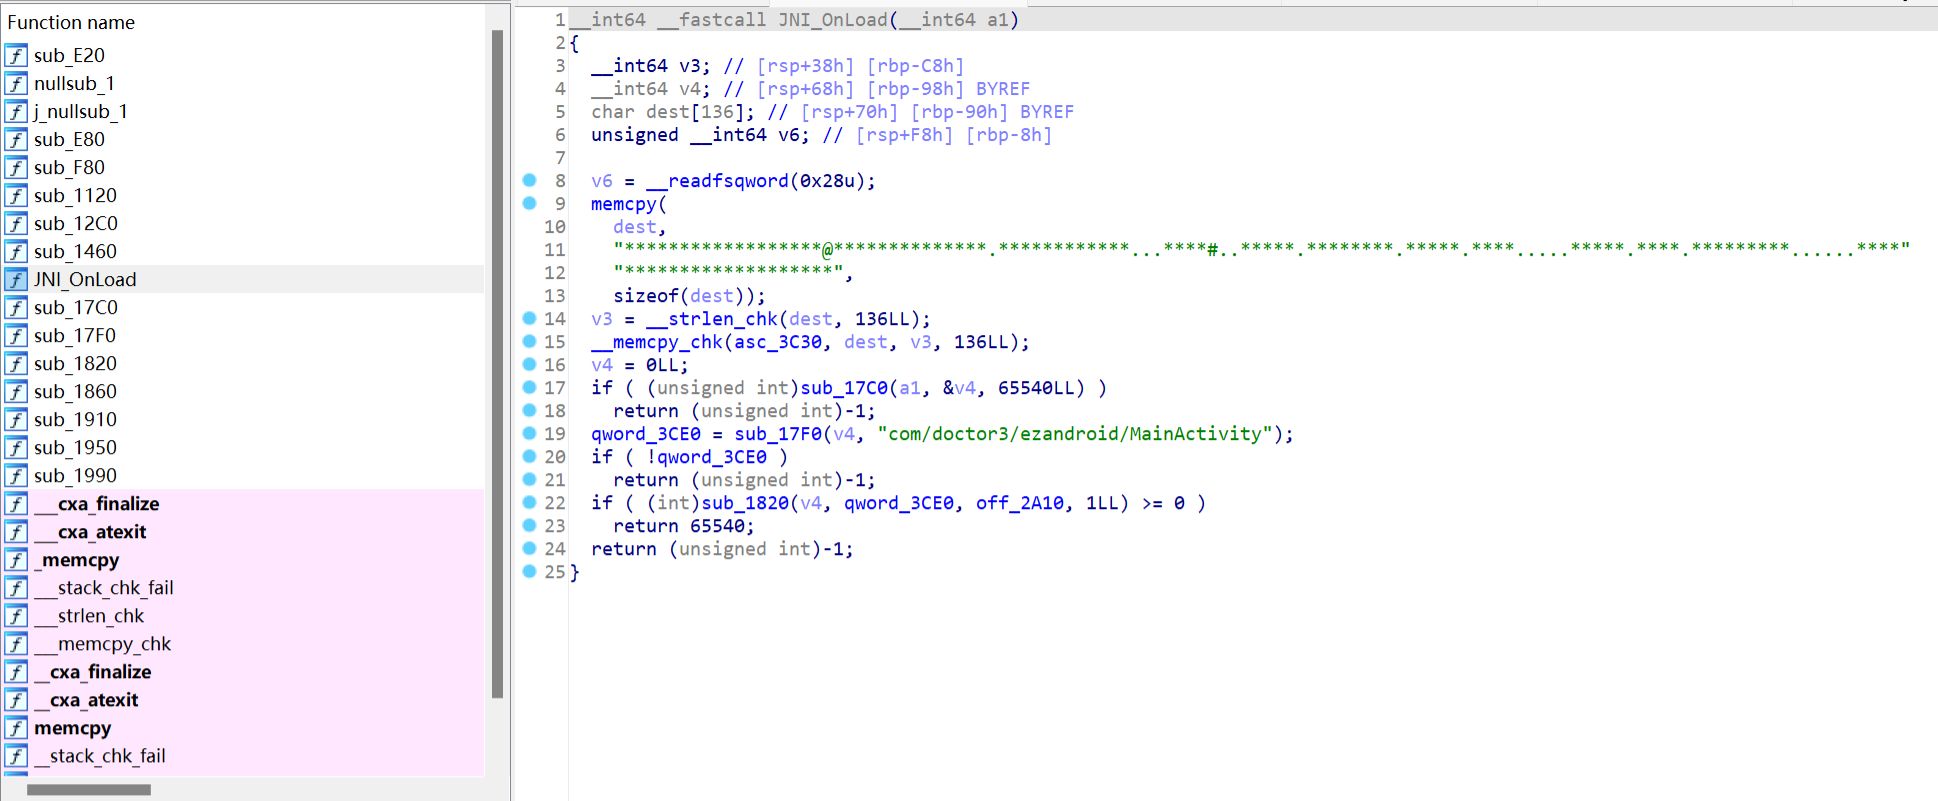 Function name
sub_E20
nullsub_1
j_nullsub_1
sub_E80
sub_F80
sub_1120
sub_12C0
sub_1460
JNI_OnLoad
sub_17C0
sub_17F0
sub_1820
sub_1860
sub_1910
sub_1950
sub_1990
__cxa_finalize
__cxa_atexit
_memcpy
___stack_chk_fail
___strlen_chk
___memcpy_chk
__cxa_finalize
__cxa_atexit
memcpy
__stack_chk_fail
1 __int64 __fastcall JNI_OnLoad(__int64 a1)
2 {
3 __int64 v3; // [rsp+38h] [rbp-C8h]
4 __int64 v4; // [rsp+68h] [rbp-98h] BYREF
5 char dest[136]; // [rsp+70h] [rbp-90h] BYREF
6 unsigned __int64 v6; // [rsp+F8h] [rbp-8h]
7
8 v6 = __readfsqword(0x28u);
9 memcpy(
10 dest,
11 "******************@**************.************...****#..*****.********.*****.****.....*****.****.*********......****"
12 "*******************",
13 sizeof(dest));
14 v3 = __strlen_chk(dest, 136LL);
15 __memcpy_chk(asc_3C30, dest, v3, 136LL);
16 v4 = 0LL;
17 if ( (unsigned int)sub_17C0(a1, &v4, 65540LL) )
18 return (unsigned int)-1;
19 qword_3CE0 = sub_17F0(v4, "com/doctor3/ezandroid/MainActivity");
20 if ( !qword_3CE0 )
21 return (unsigned int)-1;
22 if ( (int)sub_1820(v4, qword_3CE0, off_2A10, 1LL) >= 0 )
23 return 65540;
24 return (unsigned int)-1;
25 }